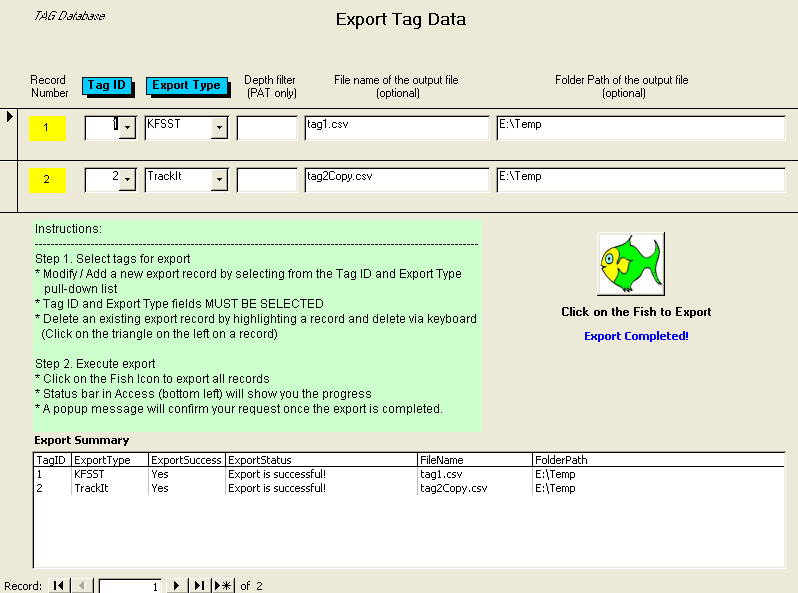 TAG Database
Export Tag Data
Record Number
Tag ID
Export Type
Depth filter (PAT only)
File name of the output file (optional)
Folder Path of the output file (optional)
1 1 KFSST tag1.csv E:\Temp
2 2 TrackIt tag2Copy.csv E:\Temp
Instructions:
Step 1. Select tags for export
* Modify / Add a new export record by selecting from the Tag ID and Export Type
pull-down list
* Tag ID and Export Type fields MUST BE SELECTED
* Delete an existing export record by highlighting a record and delete via keyboard
(Click on the triangle on the left on a record)
Step 2. Execute export
* Click on the Fish Icon to export all records
* Status bar in Access (bottom left) will show you the progress
* A popup message will confirm your request once the export is completed.
Click on the Fish to Export
Export Completed!
Export Summary
TagID ExportType ExportSuccess ExportStatus FileName FolderPath
1 KFSST Yes Export is successful! tag1.csv E:\Temp
2 TrackIt Yes Export is successful! tag2Copy.csv E:\Temp
Record: 1 of 2